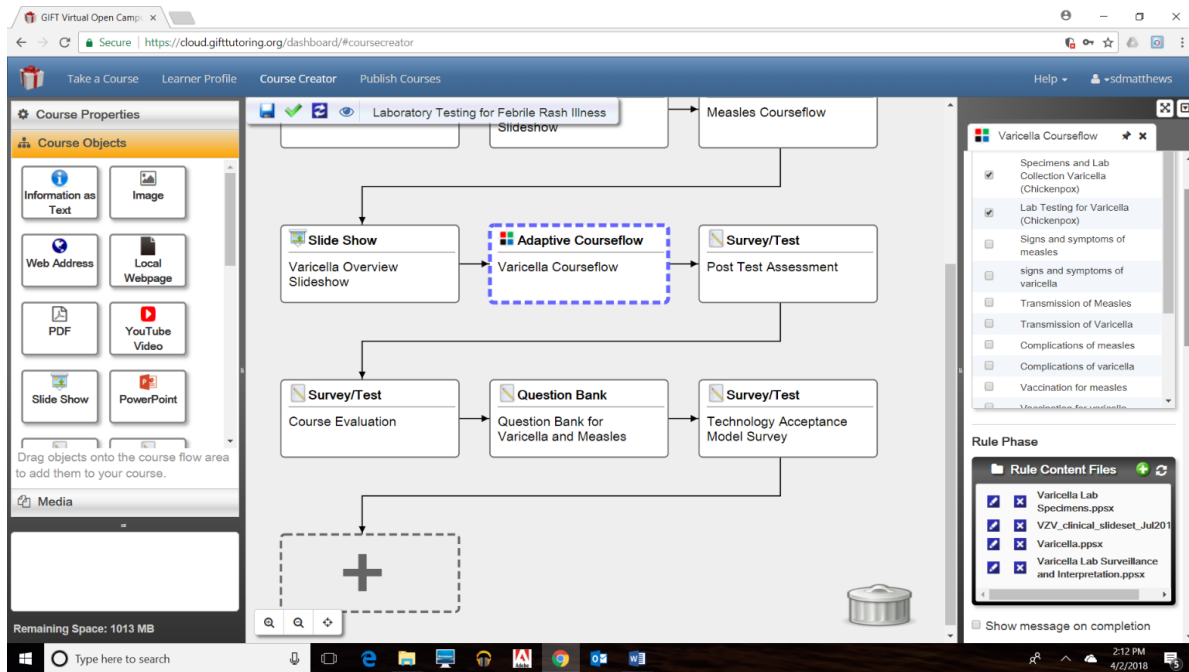 GIFT Virtual Open Camp
Secure | https://cloud.gifttutoring.org/dashboard/#coursecreator
Take a Course
Learner Profile
Course Creator
Publish Courses
Help
sdmatthews
Course Properties
Course Objects
Information as
Text
Image
Web Address
Local
Webpage
PDF
YouTube
Video
Slide Show
PowerPoint
Drag objects onto the course flow area
to add them to your course.
Media
Remaining Space: 1013 MB
Laboratory Testing for Febrile Rash Illness
Slideshow
Measles Courseflow
Slide Show
Varicella Overview
Slideshow
Adaptive Courseflow
Varicella Courseflow
Survey/Test
Post Test Assessment
Survey/Test
Course Evaluation
Question Bank
Question Bank for
Varicella and Measles
Survey/Test
Technology Acceptance
Model Survey
Varicella Courseflow
Specimens and Lab
Collection Varicella
(Chickenpox)
Lab Testing for Varicella
(Chickenpox)
Signs and symptoms of
measles
signs and symptoms of
varicella
Transmission of Measles
Transmission of Varicella
Complications of measles
Complications of varicella
Vaccination for measles
Vaccination for varicella
Rule Phase
Rule Content Files
Varicella Lab
Specimens.ppsx
VZV_clinical_slideset_Jul201
Varicella.ppsx
Varicella Lab Surveillance
and Interpretation.ppsx
Show message on completion
Type here to search
Adobe
2:12 PM
4/2/2018
5